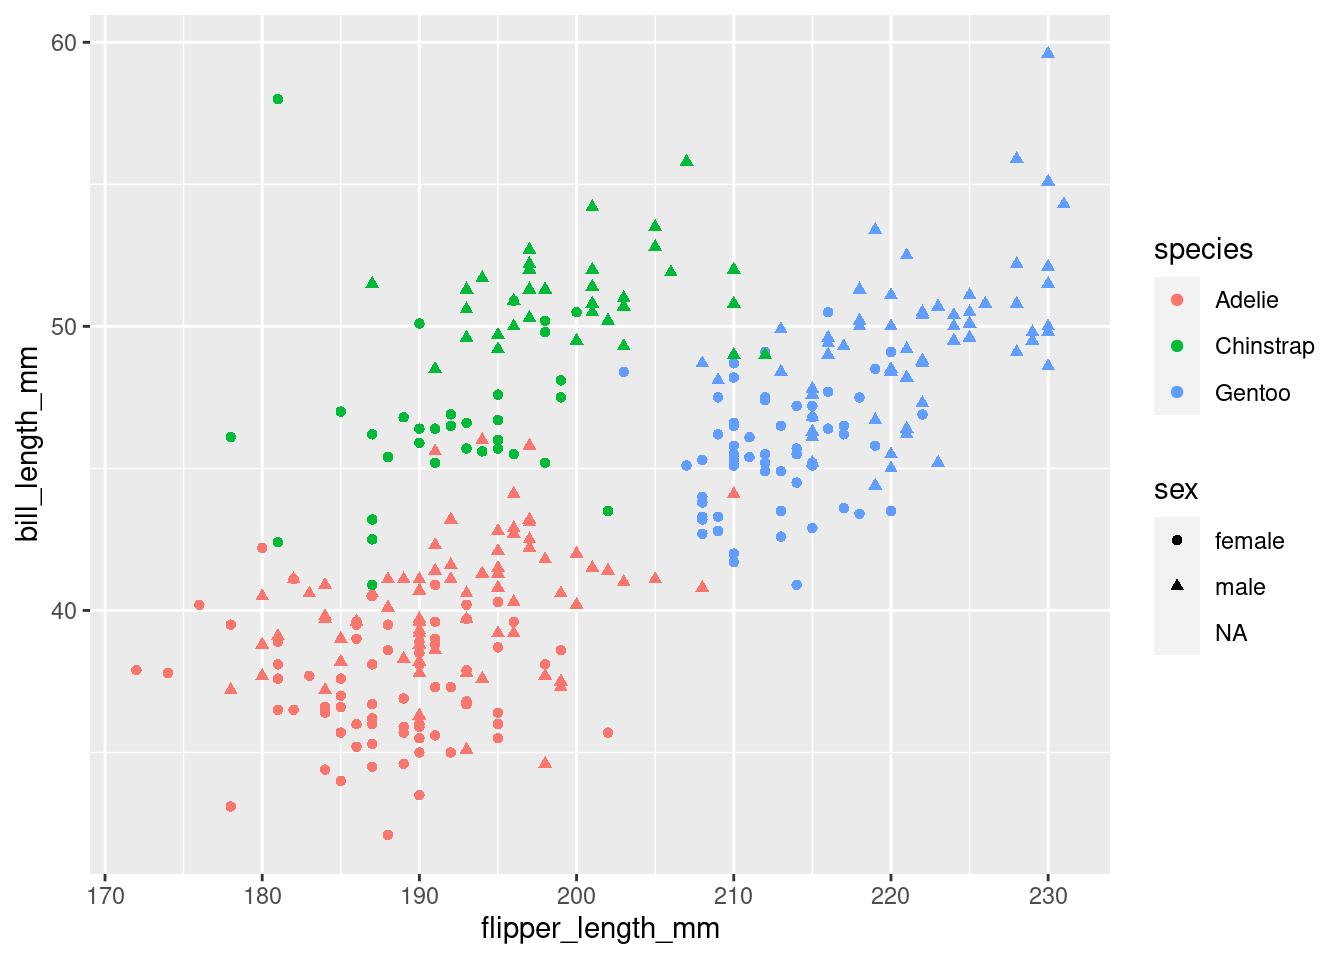 60
50
40
bill_length_mm
170 180 190 200 210 220 230
flipper_length_mm
species
Adelie
Chinstrap
Gentoo
sex
female
male
NA